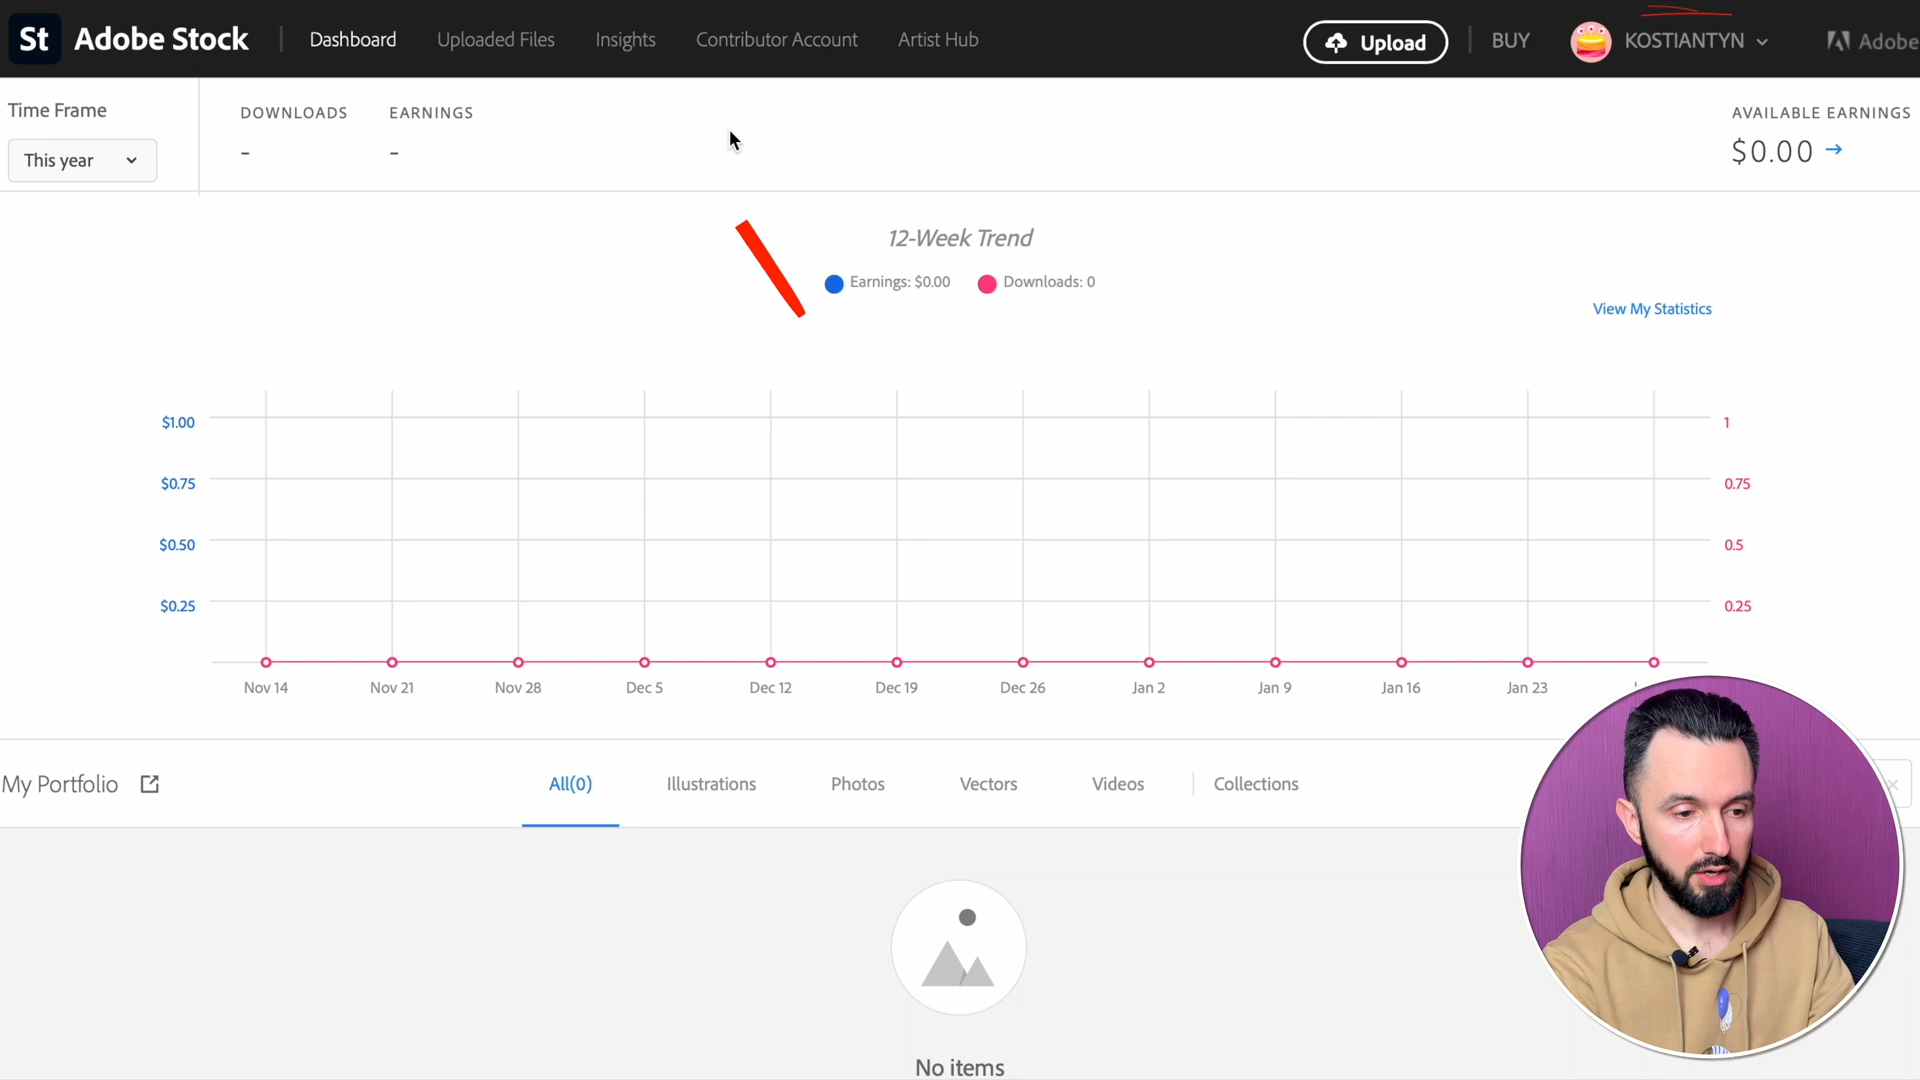 St Adobe Stock Dashboard Uploaded Files Insights Contributor Account Artist Hub Upload BUY KOSTIANTYN Adobe
Time Frame
This year
DOWNLOADS EARNINGS
- -
AVAILABLE EARNINGS
$0.00 →
12-Week Trend
Earnings: $0.00 Downloads: 0
View My Statistics
$1.00 1
$0.75 0.75
$0.50 0.5
$0.25 0.25
Nov 14 Nov 21 Nov 28 Dec 5 Dec 12 Dec 19 Dec 26 Jan 2 Jan 9 Jan 16 Jan 23
My Portfolio All(0) Illustrations Photos Vectors Videos Collections
No items